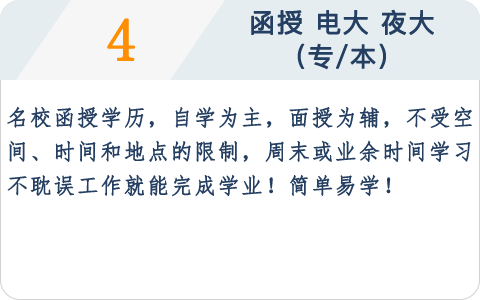 4
函授 电大 夜大
（专/本）
名校函授学历，自学为主，面授为辅，不受空
间、时间和地点的限制，周末或业余时间学习
不耽误工作就能完成学业！简单易学！